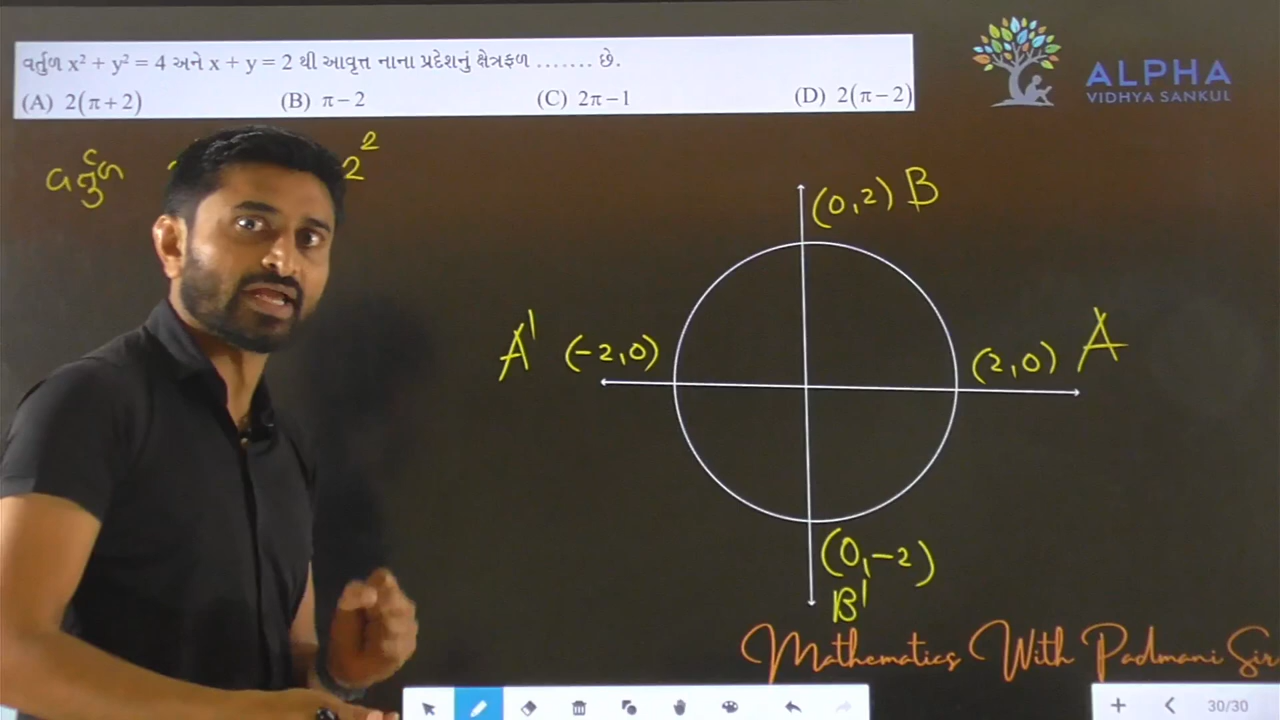 વર્તુળ x² + y² = 4 અને x + y = 2 થી આવૃત્ત નાના પ્રદેશનું ક્ષેત્રફળ ....... છે.
(A) 2(π+2) (B) π−2 (C) 2π−1 (D) 2(π−2)
ALPHA
VIDHYA SANKUL
વર્તુળ 2²
(0,2) B
A' (-2,0) (2,0) A
(0,-2)
B'
Mathematics With Padmani Sir
30/30